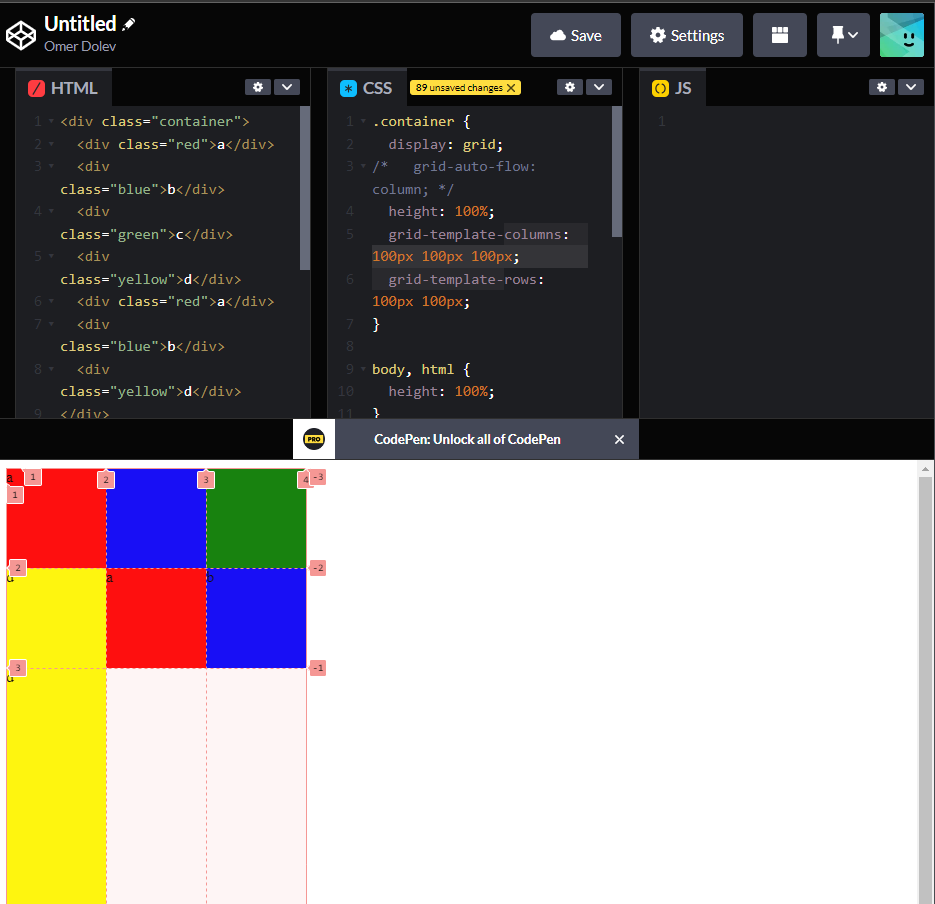 Untitled
Omer Dolev
Save
Settings
HTML
CSS
89 unsaved changes
JS
1 <div class="container">
2 <div class="red">a</div>
3 <div
class="blue">b</div>
4 <div
class="green">c</div>
5 <div
class="yellow">d</div>
6 <div class="red">a</div>
7 <div
class="blue">b</div>
8 <div
class="yellow">d</div>
9 </div>
1 .container {
2 display: grid;
3 /* grid-auto-flow:
column; */
4 height: 100%;
5 grid-template-columns:
100px 100px 100px;
6 grid-template-rows:
100px 100px;
7 }
8
9 body, html {
10 height: 100%;
11 }
1
PRO
CodePen: Unlock all of CodePen
a 1 2 3 4 -3
1
2 -2
d a b
3 -1
d